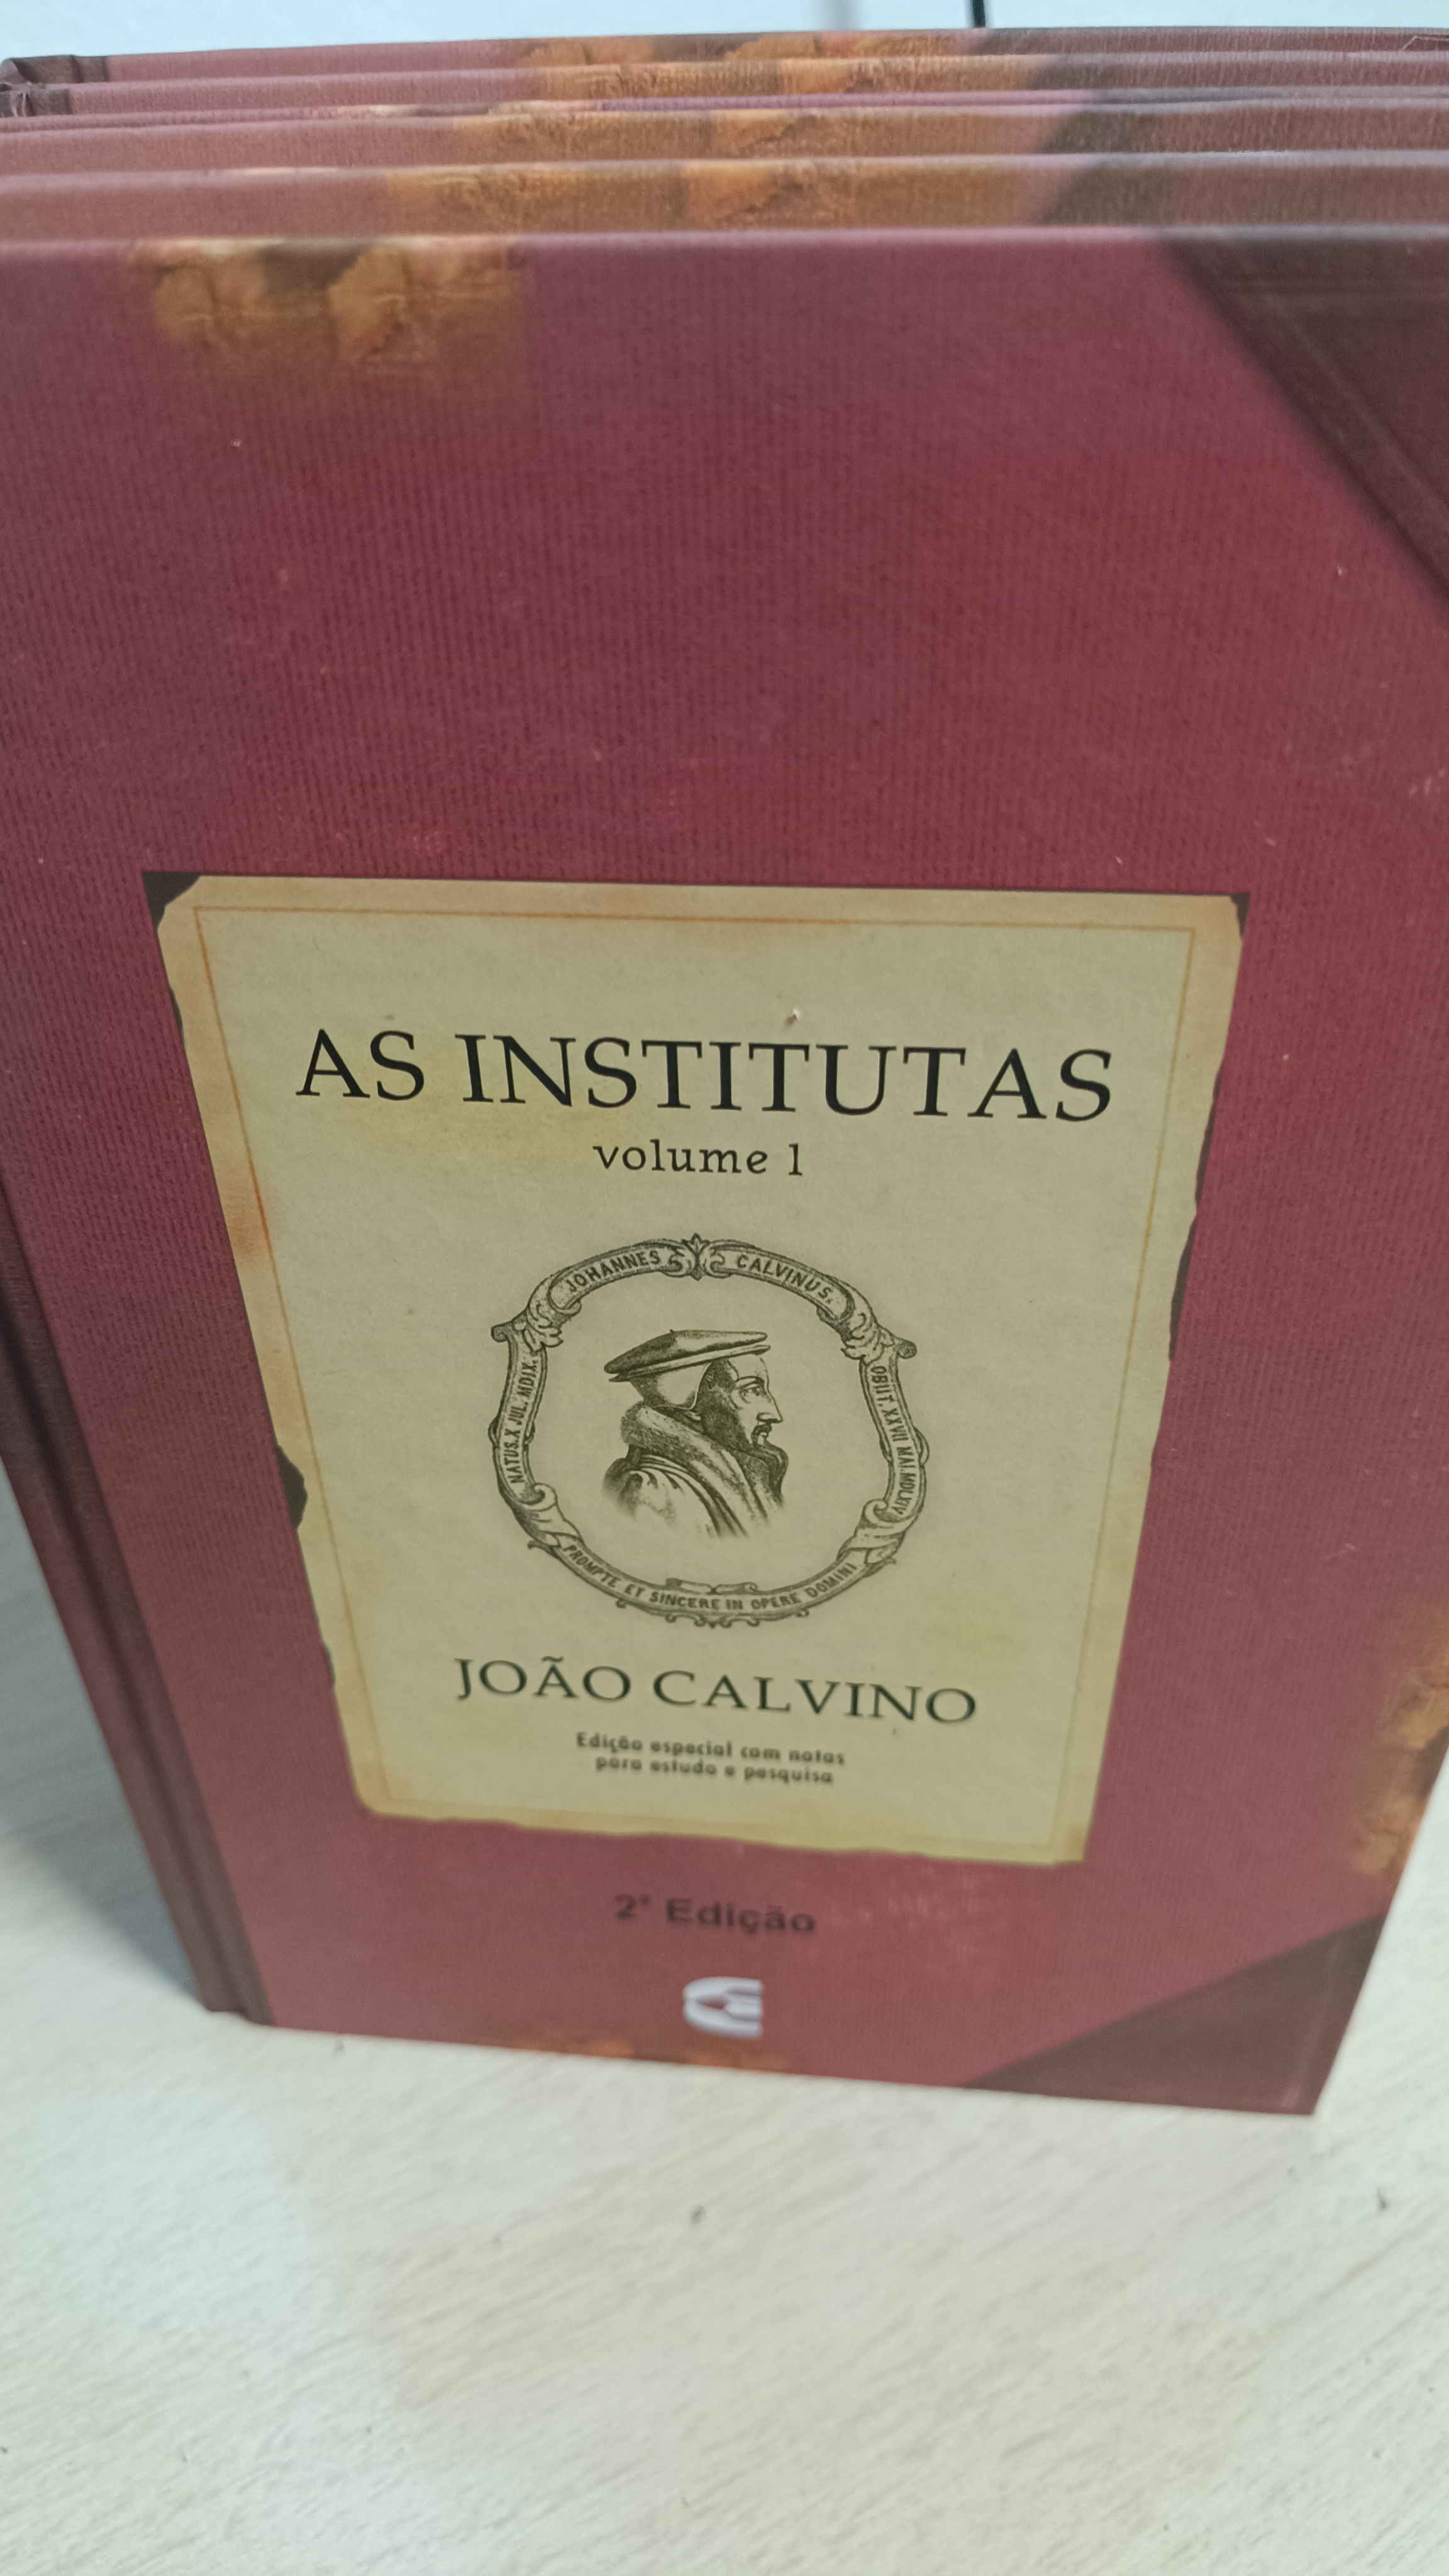 AS INSTITUTAS
volume 1
JOHANNES CALVINUS.
NATUS.X JUL. MDIX.
OBIIT. XXVII MAI.MDLXIV
PROMPTE ET SINCERE IN OPERE DOMINI
JOÃO CALVINO
Edição especial com notas
para estudo e pesquisa
2ª Edição